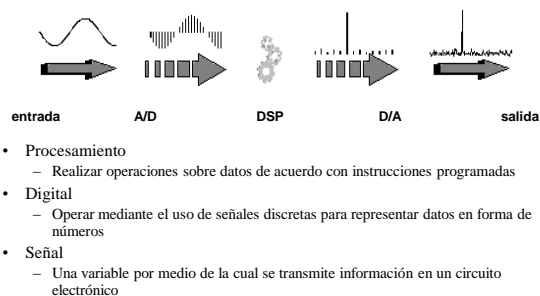 entrada A/D DSP D/A salida
• Procesamiento
– Realizar operaciones sobre datos de acuerdo con instrucciones programadas
• Digital
– Operar mediante el uso de señales discretas para representar datos en forma de
números
• Señal
– Una variable por medio de la cual se transmite información en un circuito
electrónico